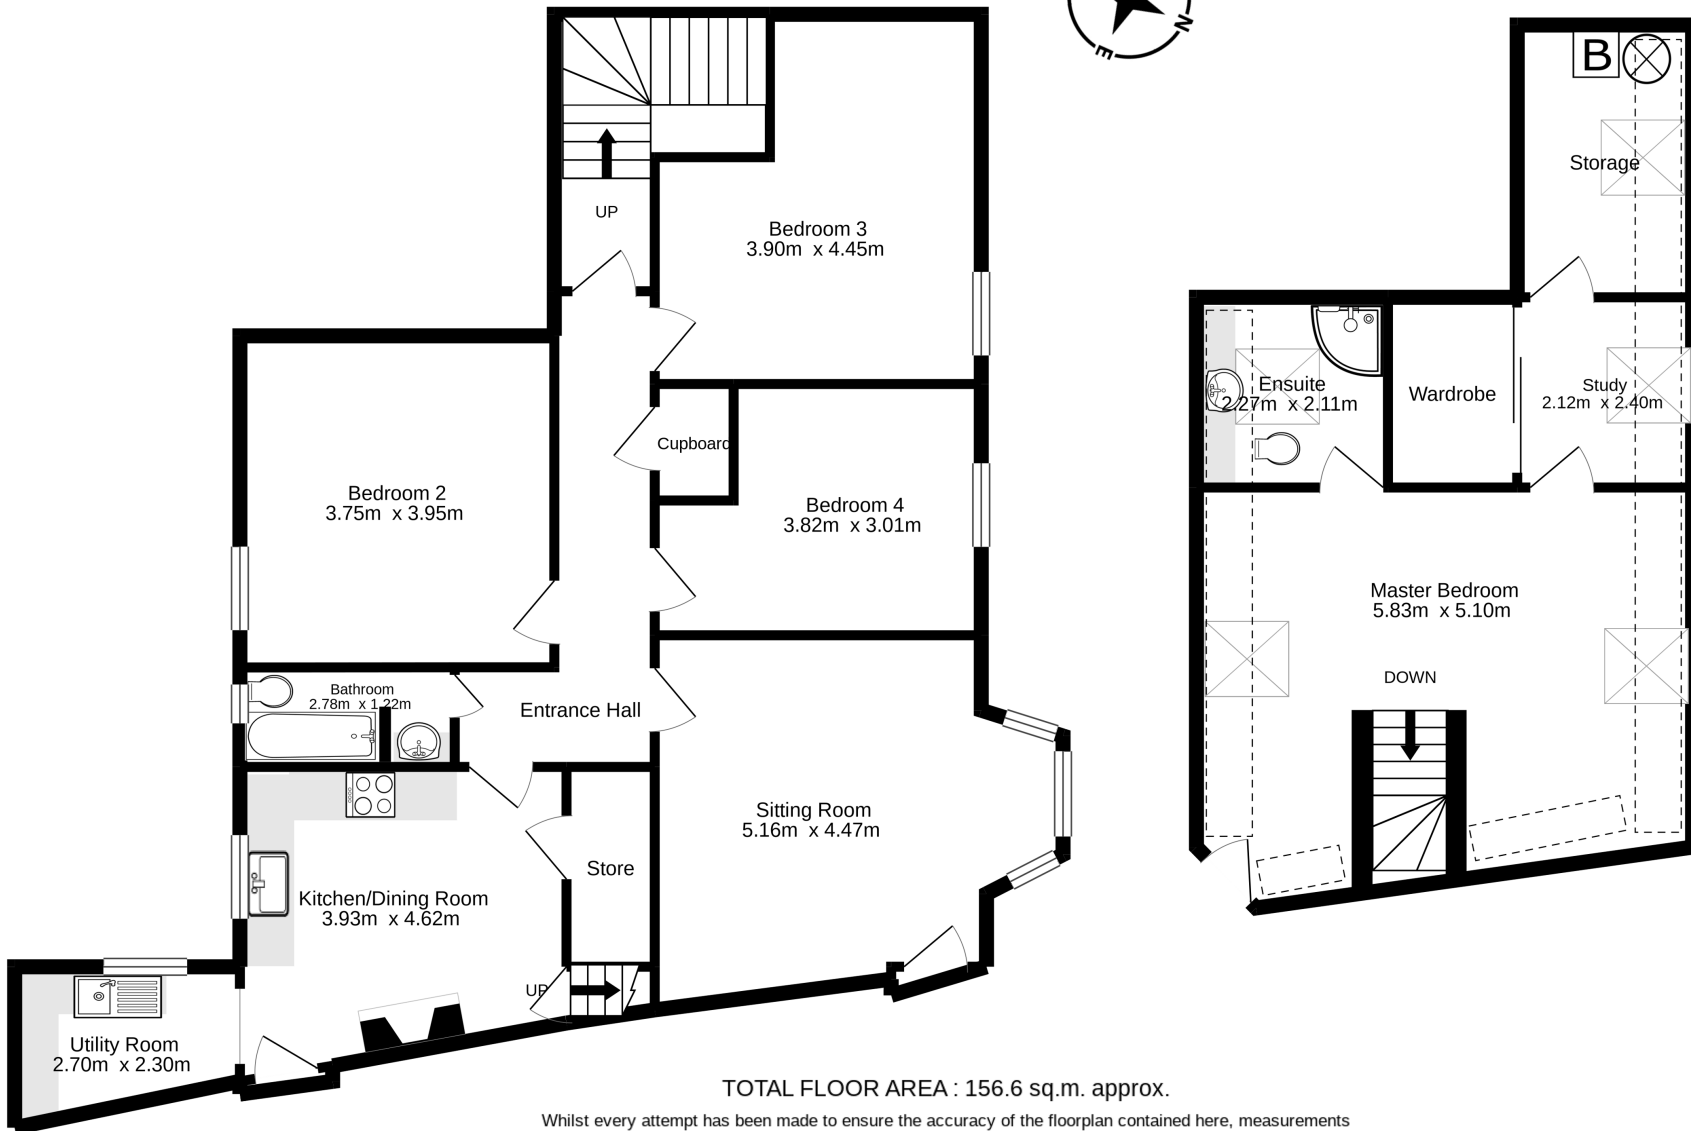 N
E
B
Storage
UP
Bedroom 3
3.90m x 4.45m
Ensuite
2.27m x 2.11m
Wardrobe
Study
2.12m x 2.40m
Cupboard
Bedroom 2
3.75m x 3.95m
Bedroom 4
3.82m x 3.01m
Master Bedroom
5.83m x 5.10m
DOWN
Bathroom
2.78m x 1.22m
Entrance Hall
Sitting Room
5.16m x 4.47m
Store
Kitchen/Dining Room
3.93m x 4.62m
UP
Utility Room
2.70m x 2.30m
TOTAL FLOOR AREA : 156.6 sq.m. approx.
Whilst every attempt has been made to ensure the accuracy of the floorplan contained here, measurements